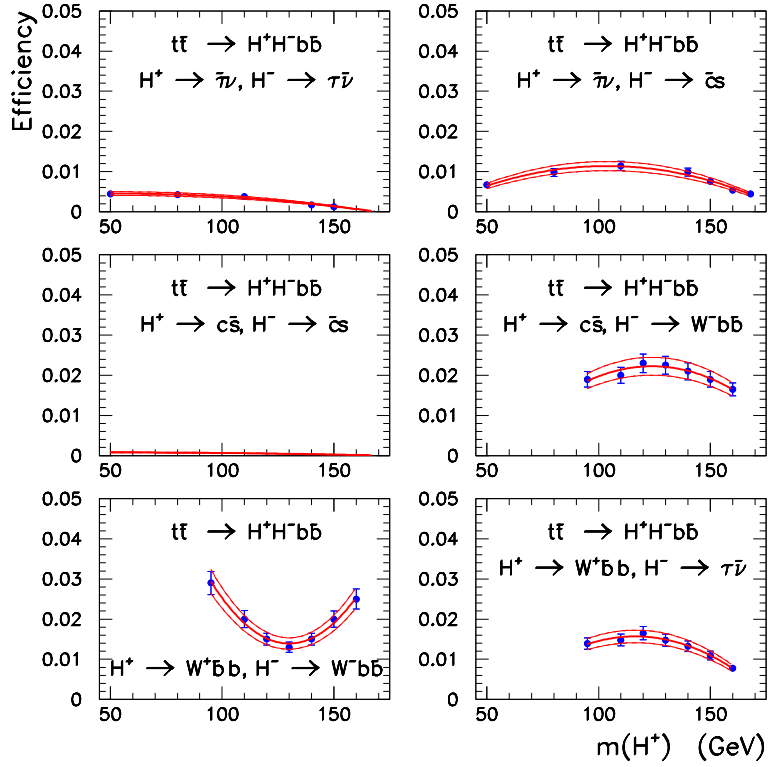 Efficiency
0.05
0.04
0.03
0.02
0.01
0
50 100 150
tt̄ → H⁺H⁻bb̄
H⁺ → τ̄ν, H⁻ → τν̄
0.05
0.04
0.03
0.02
0.01
0
50 100 150
tt̄ → H⁺H⁻bb̄
H⁺ → τ̄ν, H⁻ → c̄s
0.05
0.04
0.03
0.02
0.01
0
50 100 150
tt̄ → H⁺H⁻bb̄
H⁺ → cs̄, H⁻ → c̄s
0.05
0.04
0.03
0.02
0.01
0
50 100 150
tt̄ → H⁺H⁻bb̄
H⁺ → cs̄, H⁻ → W⁻bb̄
0.05
0.04
0.03
0.02
0.01
0
50 100 150
tt̄ → H⁺H⁻bb̄
H⁺ → W⁺b̄b, H⁻ → W⁻bb̄
0.05
0.04
0.03
0.02
0.01
0
50 100 150
tt̄ → H⁺H⁻bb̄
H⁺ → W⁺b̄b, H⁻ → τν̄
m(H⁺) (GeV)